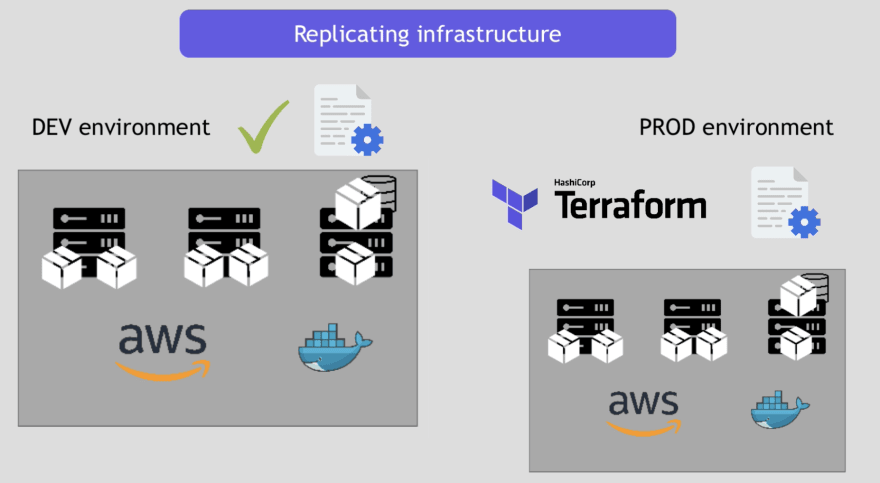 Replicating infrastructure
DEV environment
PROD environment
HashiCorp
Terraform
aws
aws